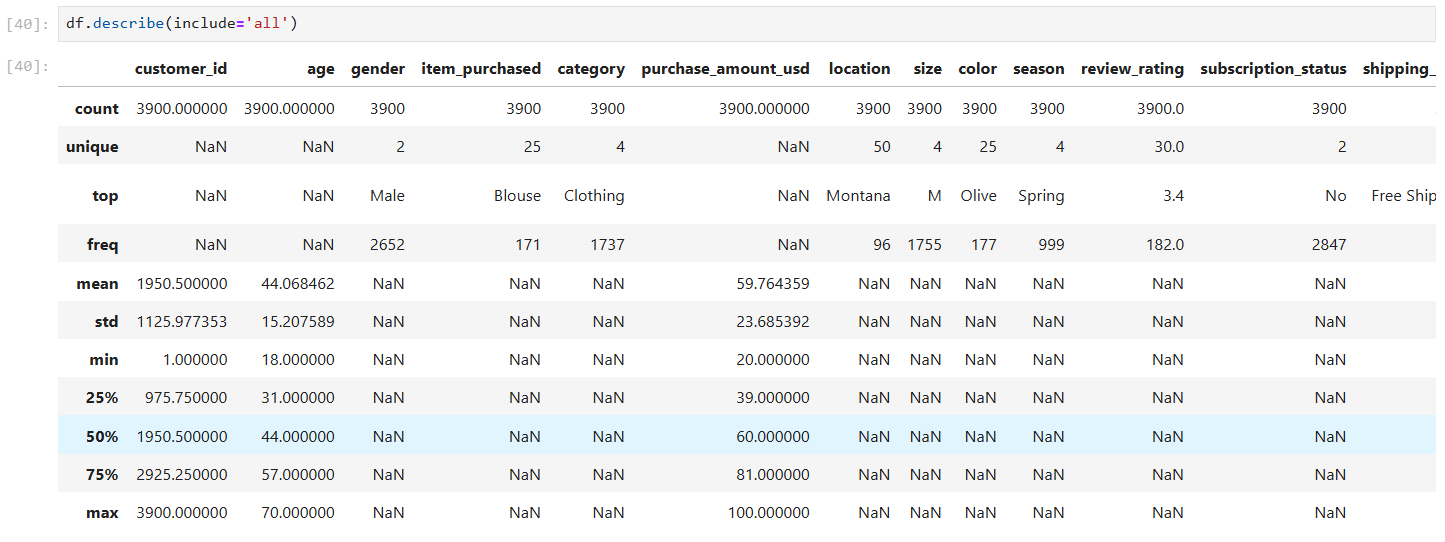 [40]: df.describe(include='all')
[40]:
customer_id age gender item_purchased category purchase_amount_usd location size color season review_rating subscription_status shipping_
count 3900.000000 3900.000000 3900 3900 3900 3900.000000 3900 3900 3900 3900 3900.0 3900
unique NaN NaN 2 25 4 NaN 50 4 25 4 30.0 2
top NaN NaN Male Blouse Clothing NaN Montana M Olive Spring 3.4 No Free Ship
freq NaN NaN 2652 171 1737 NaN 96 1755 177 999 182.0 2847
mean 1950.500000 44.068462 NaN NaN NaN 59.764359 NaN NaN NaN NaN NaN NaN
std 1125.977353 15.207589 NaN NaN NaN 23.685392 NaN NaN NaN NaN NaN NaN
min 1.000000 18.000000 NaN NaN NaN 20.000000 NaN NaN NaN NaN NaN NaN
25% 975.750000 31.000000 NaN NaN NaN 39.000000 NaN NaN NaN NaN NaN NaN
50% 1950.500000 44.000000 NaN NaN NaN 60.000000 NaN NaN NaN NaN NaN NaN
75% 2925.250000 57.000000 NaN NaN NaN 81.000000 NaN NaN NaN NaN NaN NaN
max 3900.000000 70.000000 NaN NaN NaN 100.000000 NaN NaN NaN NaN NaN NaN